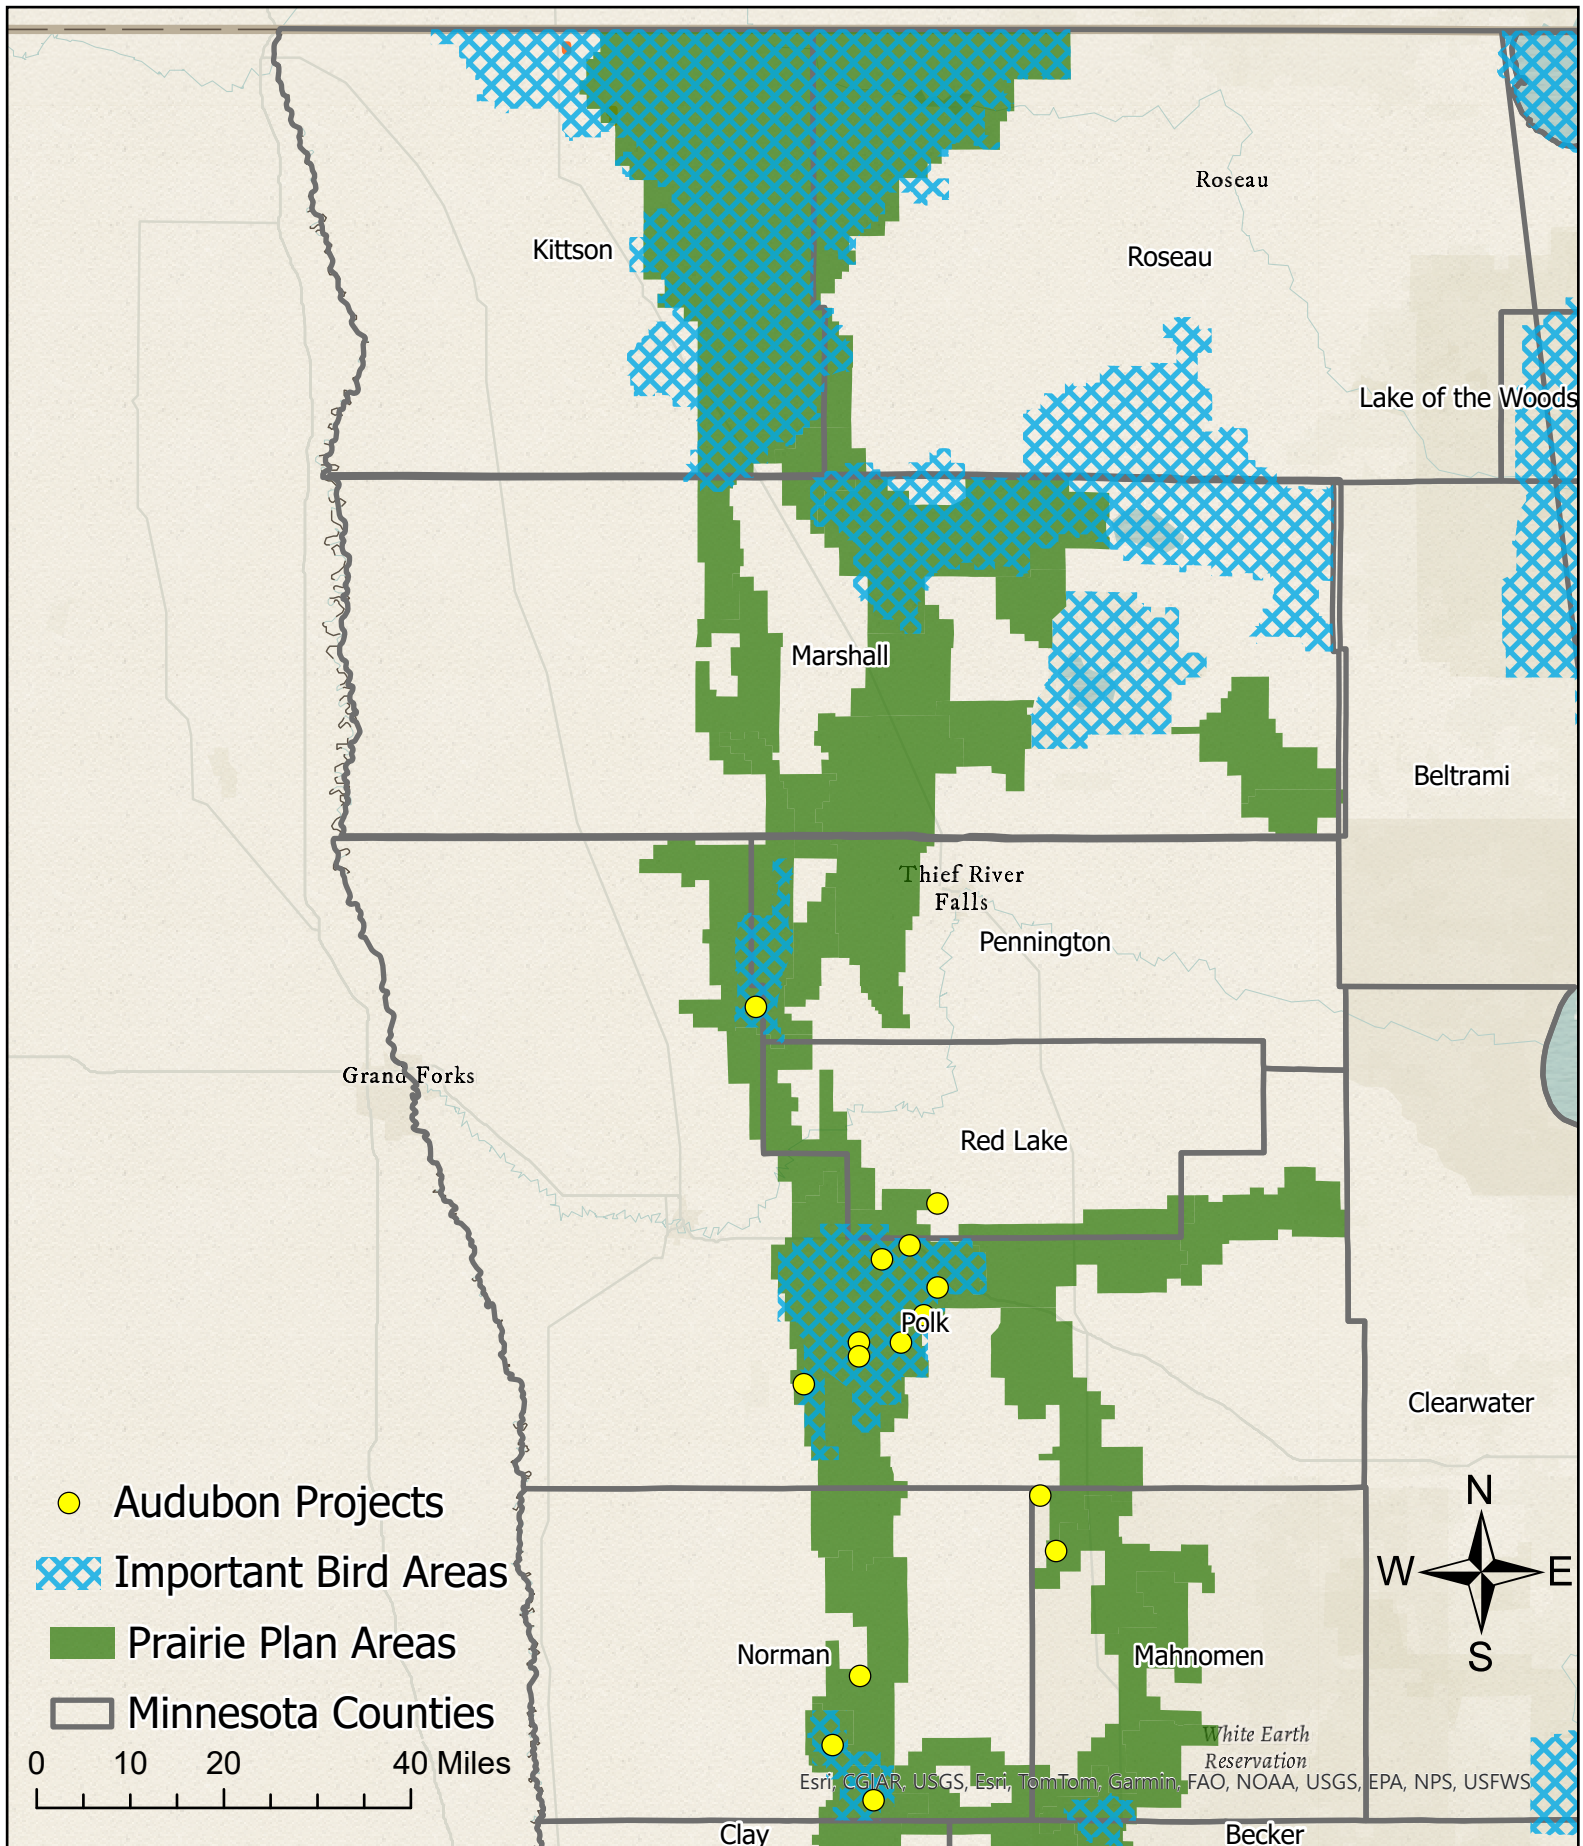 Roseau
Kittson
Roseau
Lake of the Woods
Marshall
Beltrami
Thief River
Falls
Pennington
Grand Forks
Red Lake
Polk
Clearwater
N
W E
S
Audubon Projects
Important Bird Areas
Prairie Plan Areas
Minnesota Counties
0 10 20 40 Miles
Norman
Mahnomen
White Earth
Reservation
Esri, CGIAR, USGS, Esri, TomTom, Garmin, FAO, NOAA, USGS, EPA, NPS, USFWS
Clay
Becker